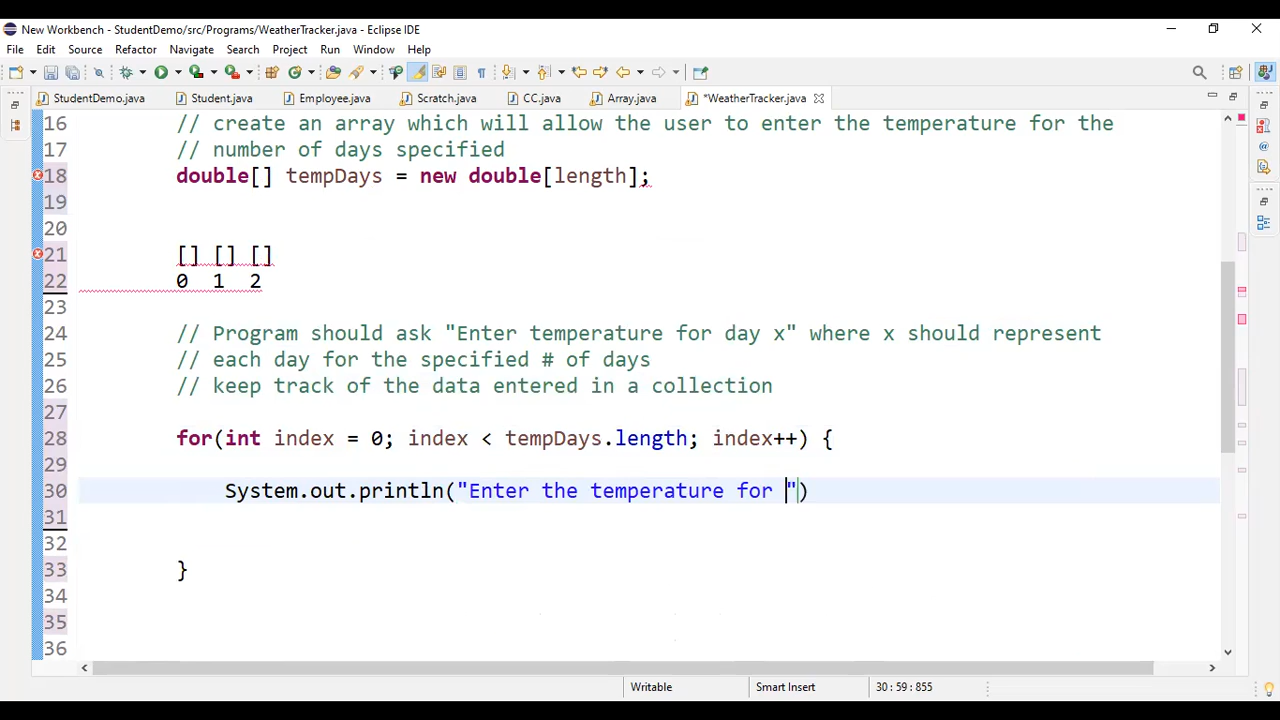 New Workbench - StudentDemo/src/Programs/WeatherTracker.java - Eclipse IDE
File Edit Source Refactor Navigate Search Project Run Window Help
StudentDemo.java Student.java Employee.java Scratch.java CC.java Array.java *WeatherTracker.java
16 // create an array which will allow the user to enter the temperature for the
17 // number of days specified
18 double[] tempDays = new double[length];
19
20
21 [] [] []
22 0 1 2
23
24 // Program should ask "Enter temperature for day x" where x should represent
25 // each day for the specified # of days
26 // keep track of the data entered in a collection
27
28 for(int index = 0; index < tempDays.length; index++) {
29
30 System.out.println("Enter the temperature for ")
31
32
33 }
34
35
36
Writable Smart Insert 30 : 59 : 855